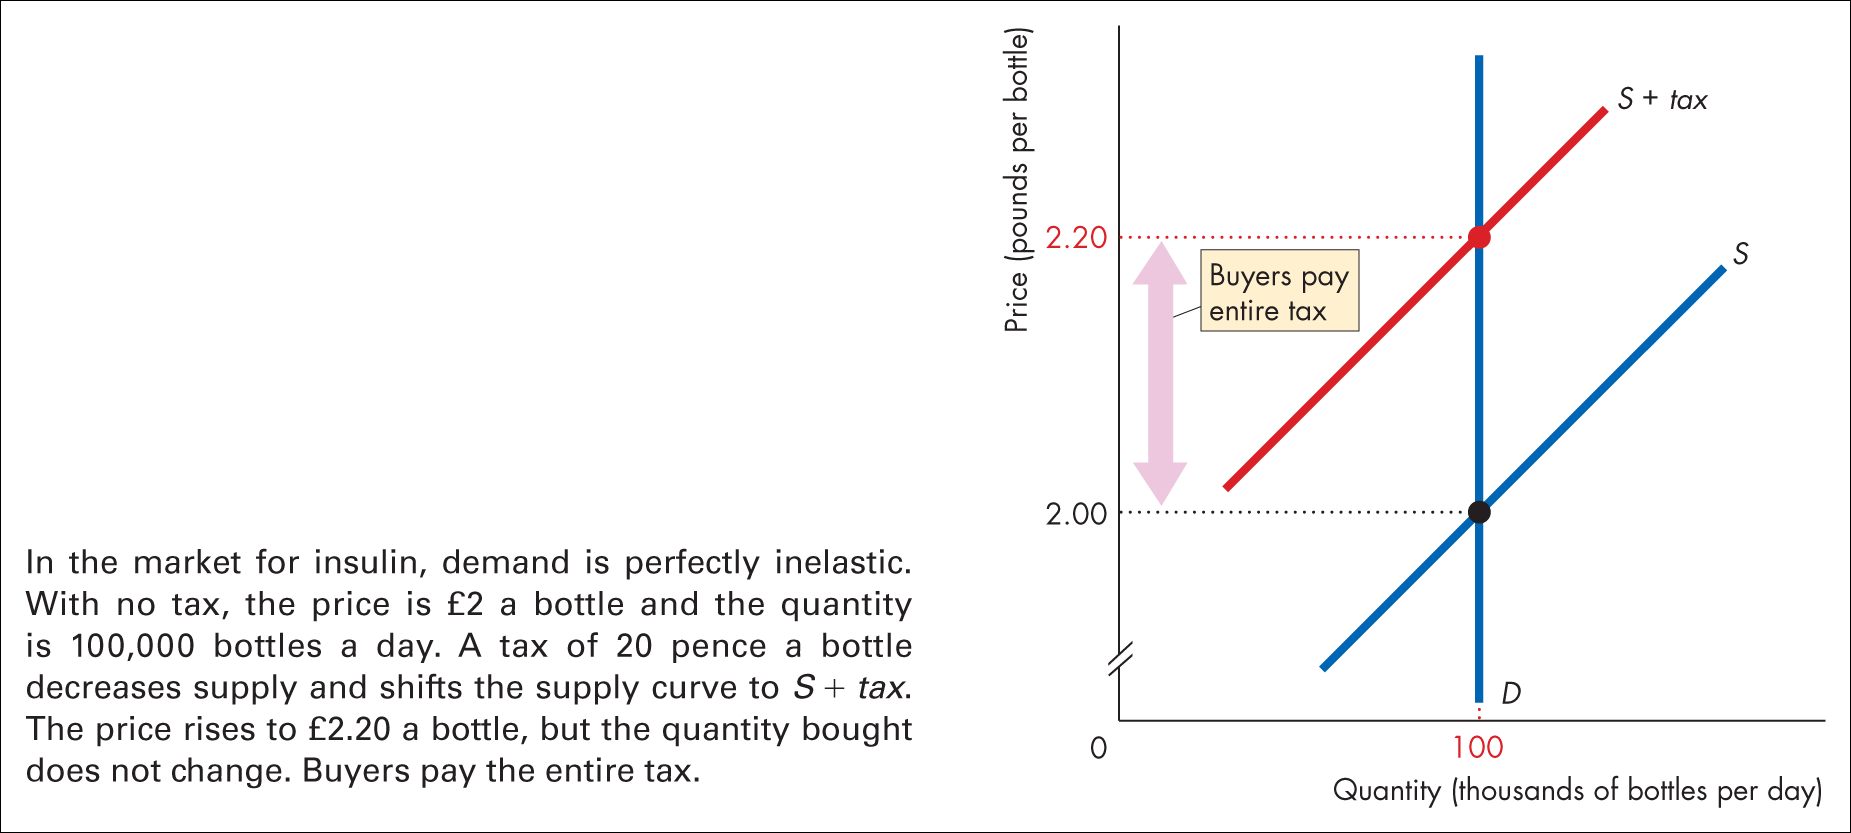 In the market for insulin, demand is perfectly inelastic.
With no tax, the price is £2 a bottle and the quantity
is 100,000 bottles a day. A tax of 20 pence a bottle
decreases supply and shifts the supply curve to S + tax.
The price rises to £2.20 a bottle, but the quantity bought
does not change. Buyers pay the entire tax.
Price (pounds per bottle)
S + tax
S
2.20
Buyers pay
entire tax
2.00
D
0
100
Quantity (thousands of bottles per day)